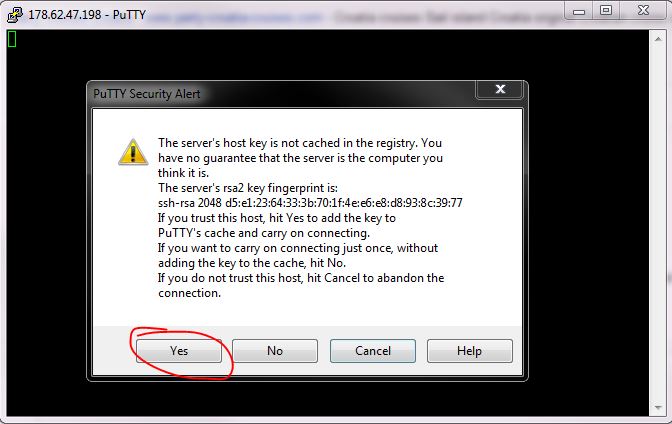 178.62.47.198 - PuTTY
PuTTY Security Alert
The server's host key is not cached in the registry. You
have no guarantee that the server is the computer you
think it is.
The server's rsa2 key fingerprint is:
ssh-rsa 2048 d5:e1:23:64:33:3b:70:1f:4e:e6:e8:d8:93:8c:39:77
If you trust this host, hit Yes to add the key to
PuTTY's cache and carry on connecting.
If you want to carry on connecting just once, without
adding the key to the cache, hit No.
If you do not trust this host, hit Cancel to abandon the
connection.
Yes
No
Cancel
Help